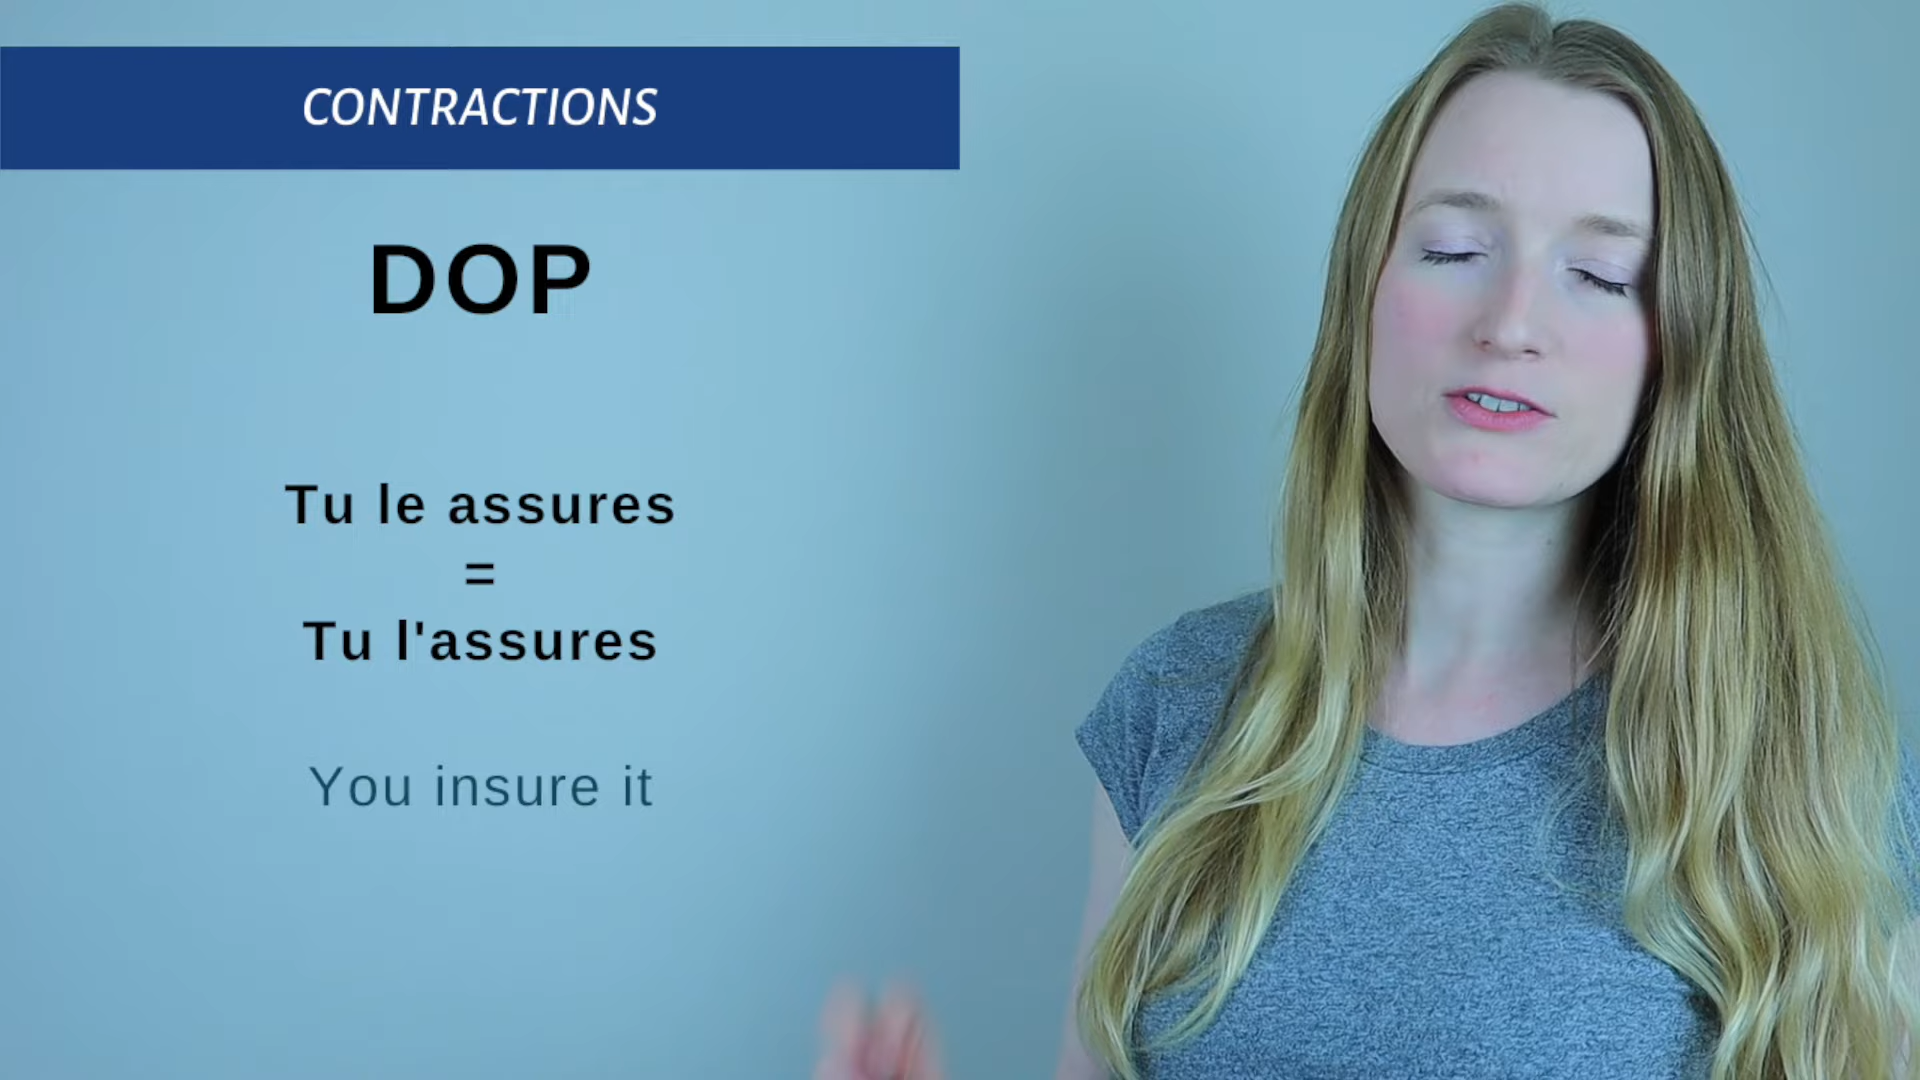 CONTRACTIONS
DOP
Tu le assures
=
Tu l'assures
You insure it